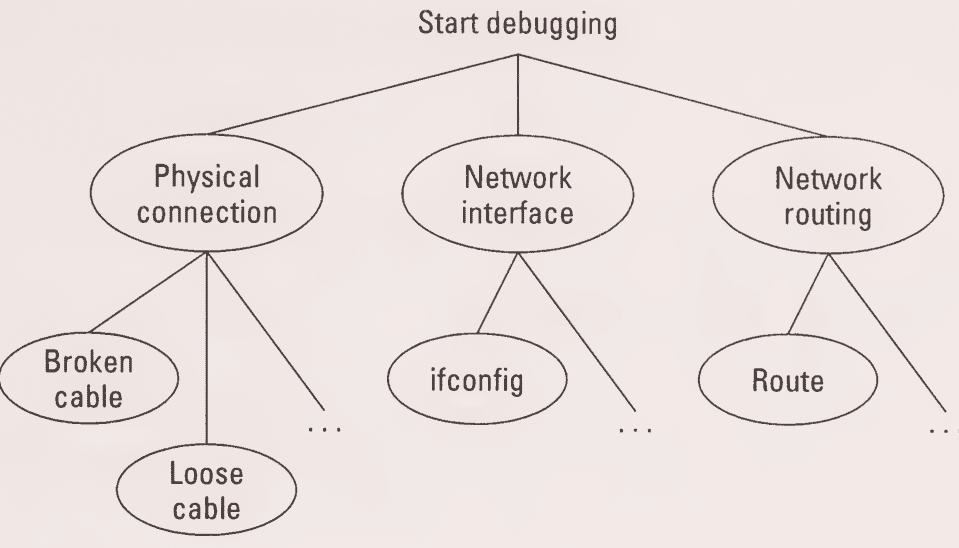 Start debugging
Physical
connection
Network
interface
Network
routing
Broken
cable
ifconfig
Route
...
...
...
Loose
cable